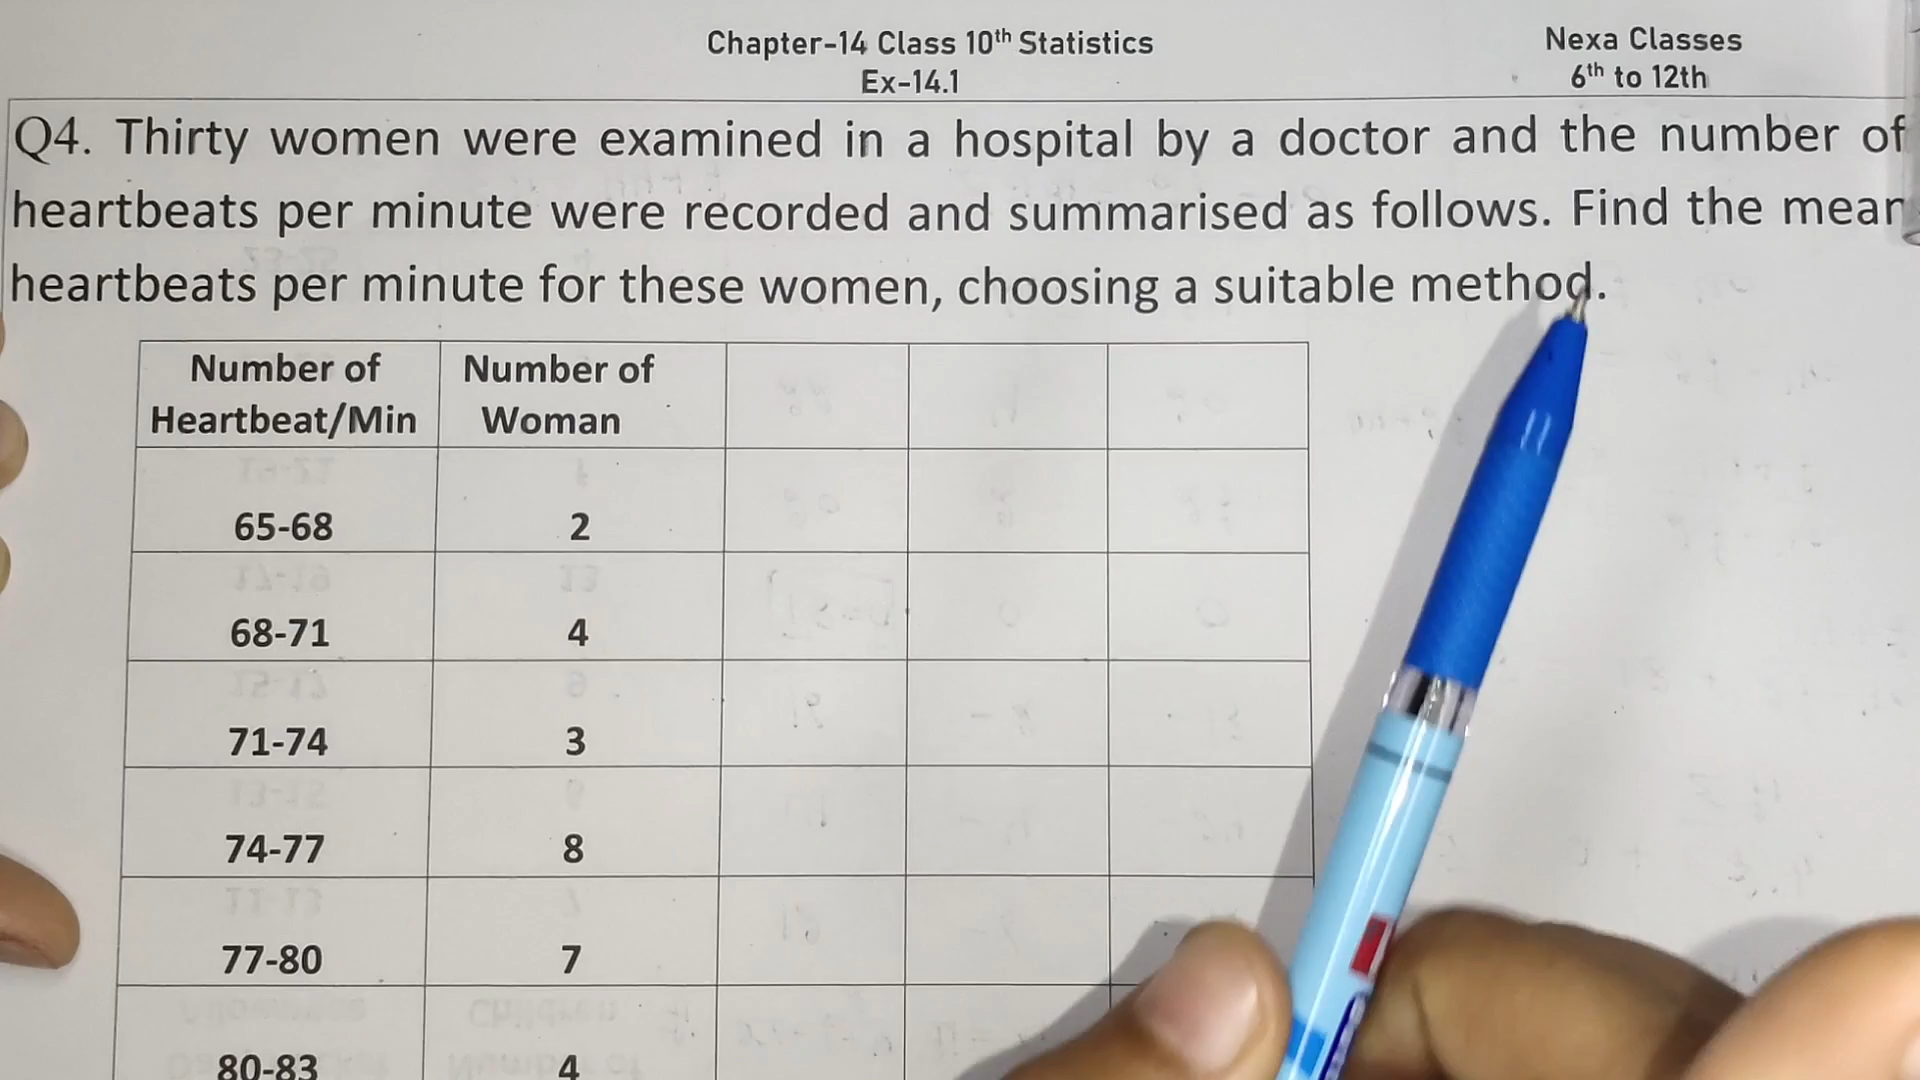 Chapter-14 Class 10th Statistics
Ex-14.1
Nexa Classes
6th to 12th
Q4. Thirty women were examined in a hospital by a doctor and the number of
heartbeats per minute were recorded and summarised as follows. Find the mean
heartbeats per minute for these women, choosing a suitable method.
Number of Heartbeat/Min Number of Woman
65-68 2
68-71 4
71-74 3
74-77 8
77-80 7
80-83 4